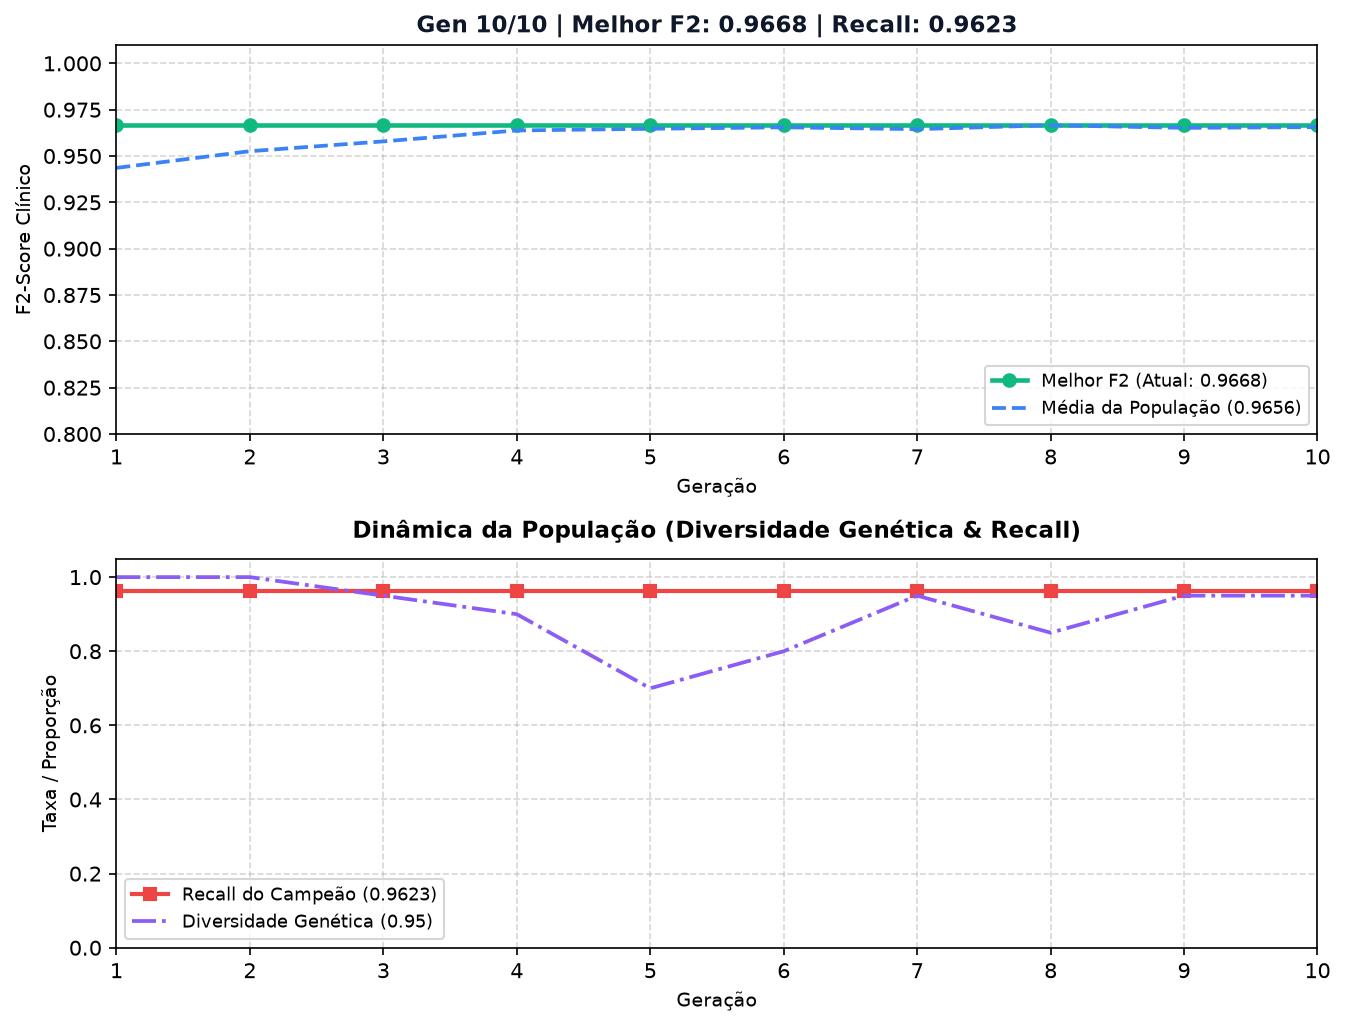 Gen 10/10 | Melhor F2: 0.9668 | Recall: 0.9623
1.000
0.975
0.950
0.925
0.900
0.875
0.850
0.825
0.800
F2-Score Clínico
Melhor F2 (Atual: 0.9668)
Média da População (0.9656)
1 2 3 4 5 6 7 8 9 10
Geração
Dinâmica da População (Diversidade Genética & Recall)
1.0
0.8
0.6
0.4
0.2
0.0
Taxa / Proporção
Recall do Campeão (0.9623)
Diversidade Genética (0.95)
1 2 3 4 5 6 7 8 9 10
Geração